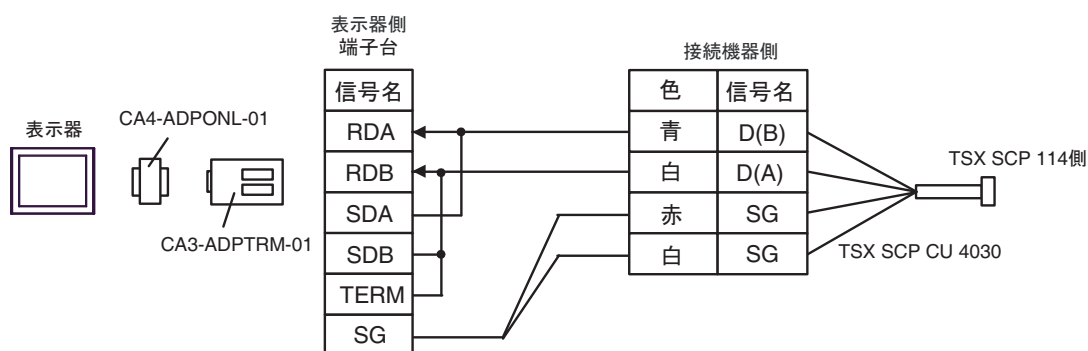 表示器側
端子台
接続機器側
信号名
色 信号名
CA4-ADPONL-01
表示器
RDA
青 D(B)
RDB
白 D(A)
TSX SCP 114側
SDA
赤 SG
CA3-ADPTRM-01
SDB
白 SG
TSX SCP CU 4030
TERM
SG